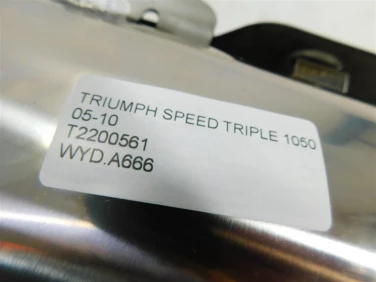 TRIUMPH SPEED TRIPLE 1050
05-10
T2200561
WYD.A666